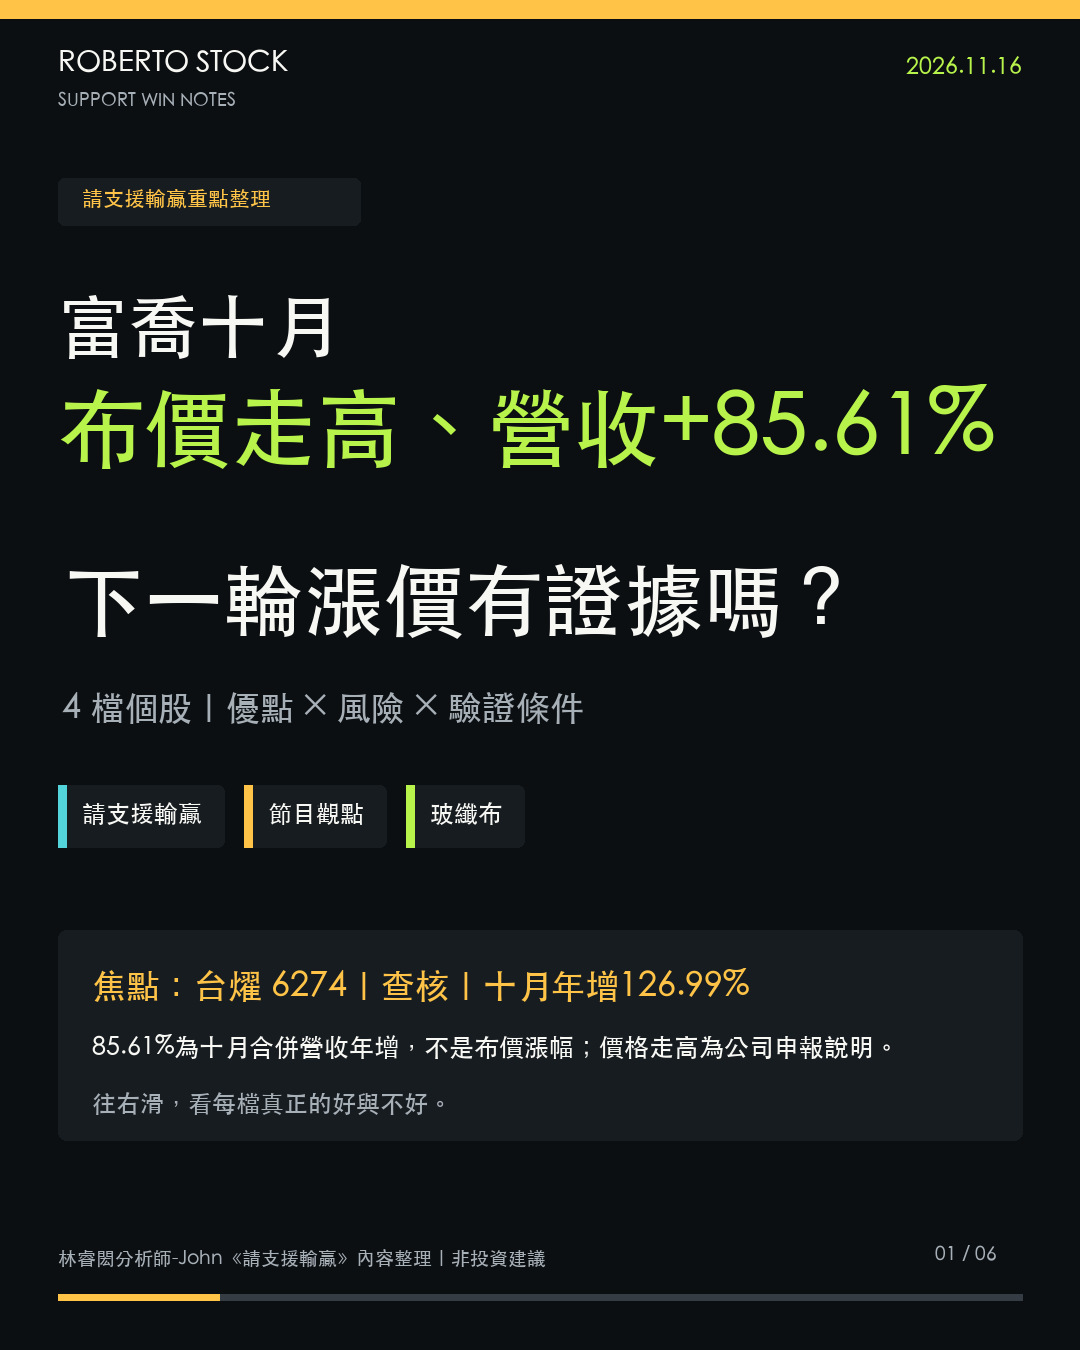 ROBERTO STOCK
2026.11.16
SUPPORT WIN NOTES
請支援輸贏重點整理
富喬十月
布價走高、營收+85.61%
下一輪漲價有證據嗎？
4 檔個股｜優點 × 風險 × 驗證條件
請支援輸贏
節目觀點
玻纖布
焦點：台燿 6274｜查核｜十月年增126.99%
85.61%為十月合併營收年增，不是布價漲幅；價格走高為公司申報說明。
往右滑，看每檔真正的好與不好。
林睿閎分析師-John《請支援輸贏》內容整理｜非投資建議
01 / 06